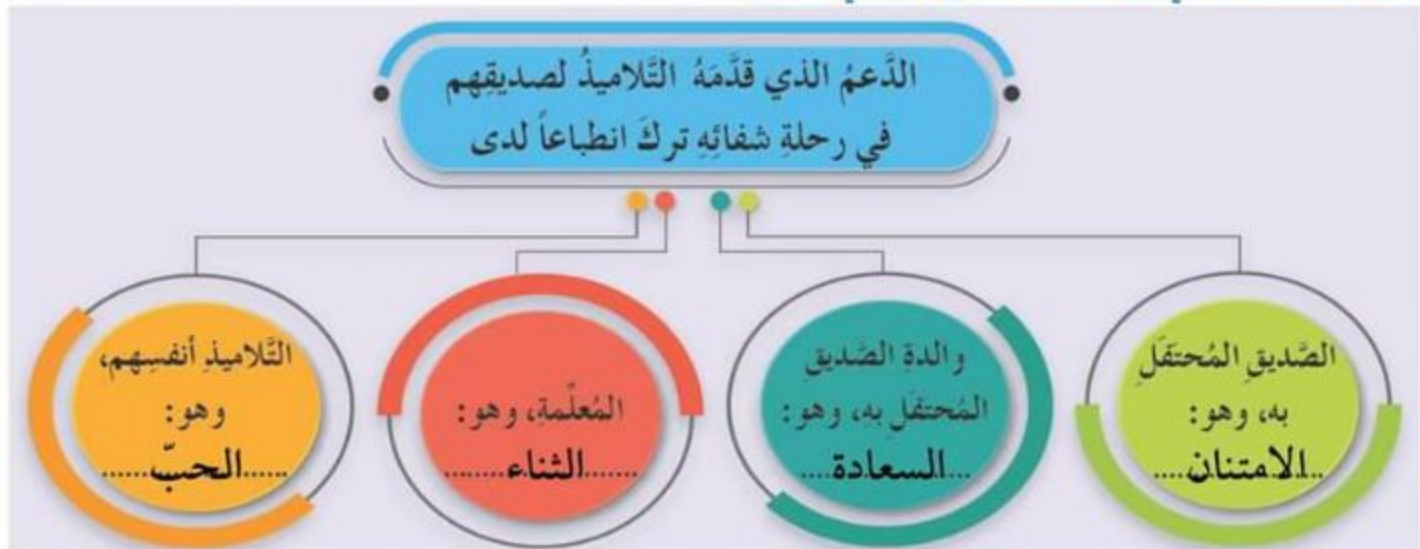 الدَّعمُ الذي قدَّمَهُ التَّلاميذُ لصديقِهم
في رحلةِ شفائِهِ تركَ انطباعاً لدى
الصَّديقِ المُحتفَلِ
به، وهو:
..الامتنان....
والدةِ الصَّديقِ
المُحتفَلِ به، وهو:
...السعادة....
المُعلِّمةِ، وهو:
.......الثناء.........
التَّلاميذِ أنفسِهم،
وهو:
......الحبّ.......